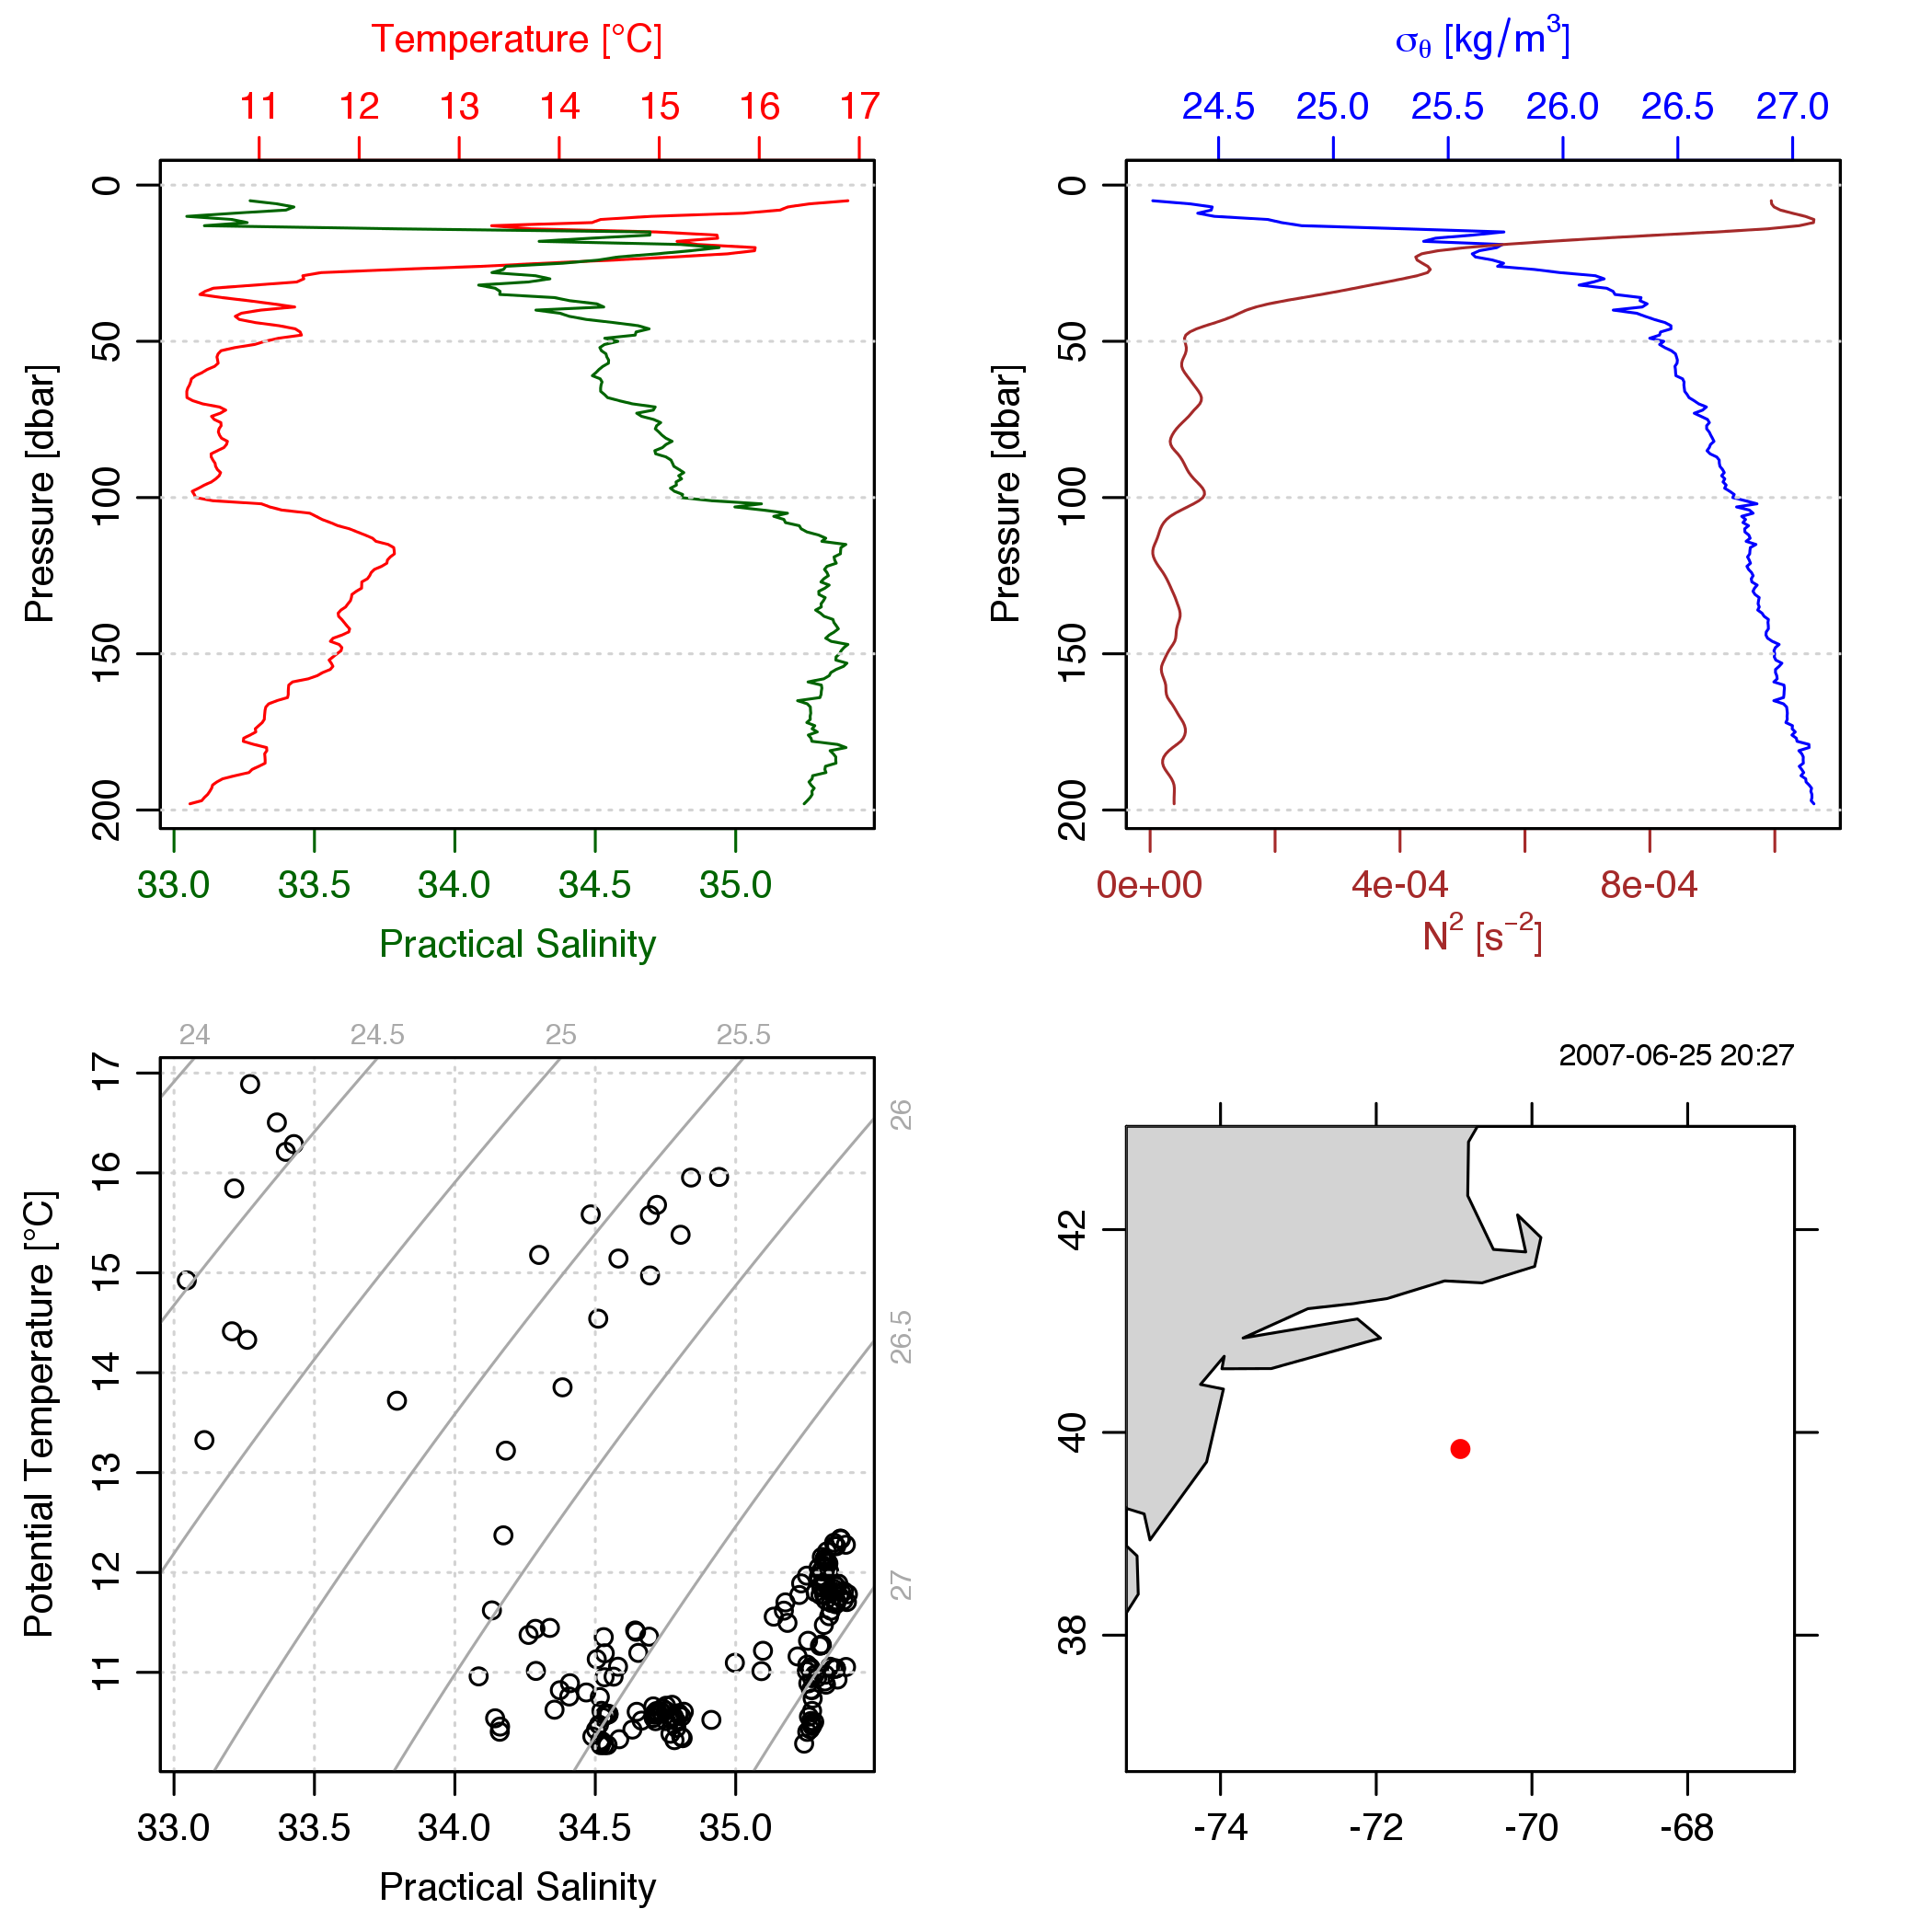 Temperature [°C]
11 12 13 14 15 16 17
0
50
100
150
200
Pressure [dbar]
33.0 33.5 34.0 34.5 35.0
Practical Salinity
σθ [kg/m³]
24.5 25.0 25.5 26.0 26.5 27.0
0
50
100
150
200
Pressure [dbar]
0e+00 4e-04 8e-04
N² [s⁻²]
24 24.5 25 25.5
26
26.5
27
17
16
15
14
13
12
11
Potential Temperature [°C]
33.0 33.5 34.0 34.5 35.0
Practical Salinity
2007-06-25 20:27
42
40
38
-74 -72 -70 -68